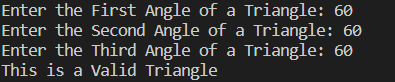 Enter the First Angle of a Triangle: 60
Enter the Second Angle of a Triangle: 60
Enter the Third Angle of a Triangle: 60
This is a Valid Triangle